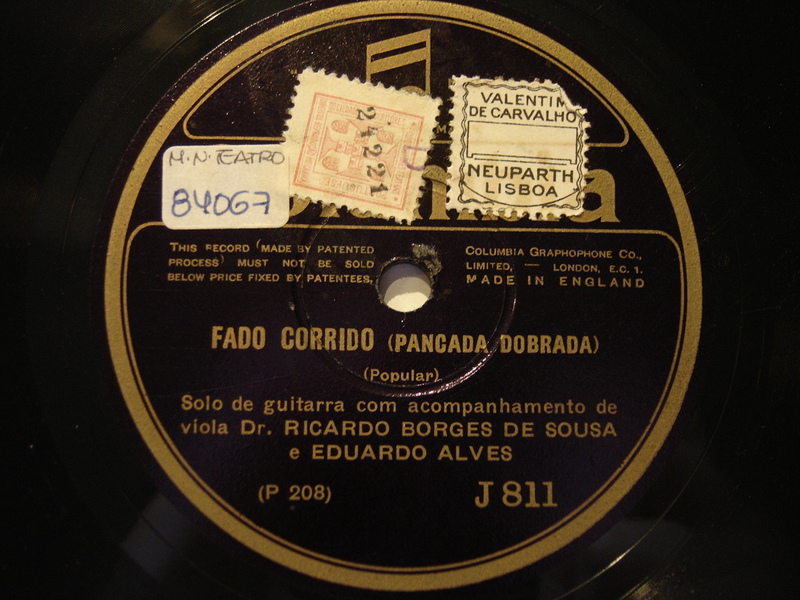 M.N. TEATRO
84067
24221
VALENTIM
DE CARVALHO
NEUPARTH
LISBOA
THIS RECORD (MADE BY PATENTED
PROCESS) MUST NOT BE SOLD
BELOW PRICE FIXED BY PATENTEES.
COLUMBIA GRAPHOPHONE CO.,
LIMITED, — LONDON, E.C. 1.
MADE IN ENGLAND
FADO CORRIDO (PANCADA DOBRADA)
(Popular)
Solo de guitarra com acompanhamento de
viola Dr. RICARDO BORGES DE SOUSA
e EDUARDO ALVES
(P 208)
J 811